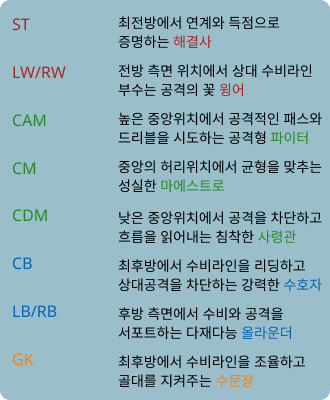 ST 최전방에서 연계와 득점으로
증명하는 해결사
LW/RW 전방 측면 위치에서 상대 수비라인
부수는 공격의 꽃 윙어
CAM 높은 중앙위치에서 공격적인 패스와
드리블을 시도하는 공격형 파이터
CM 중앙의 허리위치에서 균형을 맞추는
성실한 마에스트로
CDM 낮은 중앙위치에서 공격을 차단하고
흐름을 읽어내는 침착한 사령관
CB 최후방에서 수비라인을 리딩하고
상대공격을 차단하는 강력한 수호자
LB/RB 후방 측면에서 수비와 공격을
서포트하는 다재다능 올라운더
GK 최후방에서 수비라인을 조율하고
골대를 지켜주는 수문장